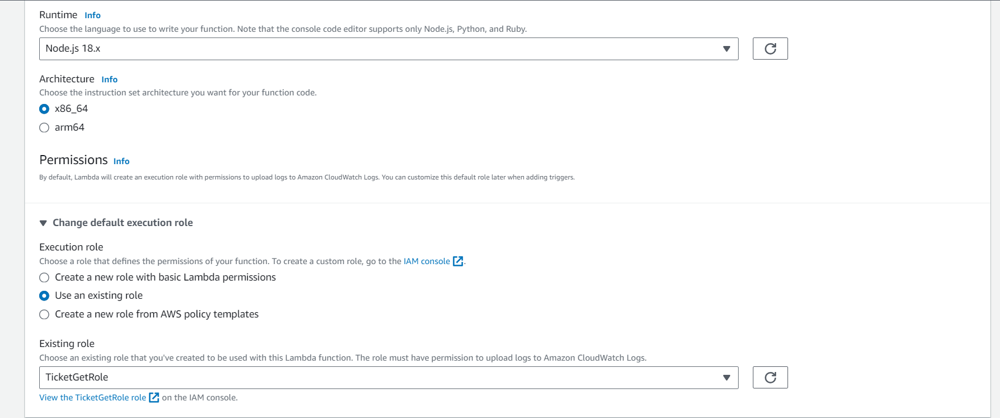 Runtime Info
Choose the language to use to write your function. Note that the console code editor supports only Node.js, Python, and Ruby.
Node.js 18.x
Architecture Info
Choose the instruction set architecture you want for your function code.
x86_64
arm64
Permissions Info
By default, Lambda will create an execution role with permissions to upload logs to Amazon CloudWatch Logs. You can customize this default role later when adding triggers.
Change default execution role
Execution role
Choose a role that defines the permissions of your function. To create a custom role, go to the IAM console.
Create a new role with basic Lambda permissions
Use an existing role
Create a new role from AWS policy templates
Existing role
Choose an existing role that you've created to be used with this Lambda function. The role must have permission to upload logs to Amazon CloudWatch Logs.
TicketGetRole
View the TicketGetRole role on the IAM console.